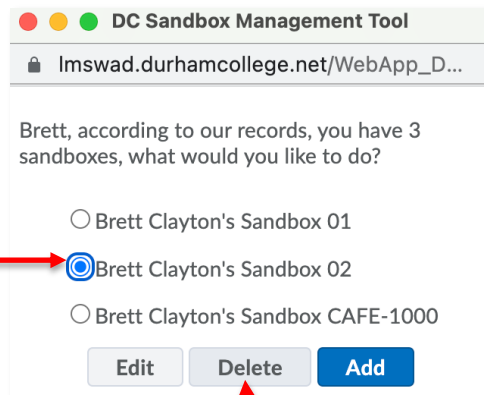 DC Sandbox Management Tool
lmswad.durhamcollege.net/WebApp_D...
Brett, according to our records, you have 3
sandboxes, what would you like to do?
Brett Clayton's Sandbox 01
Brett Clayton's Sandbox 02
Brett Clayton's Sandbox CAFE-1000
Edit Delete Add